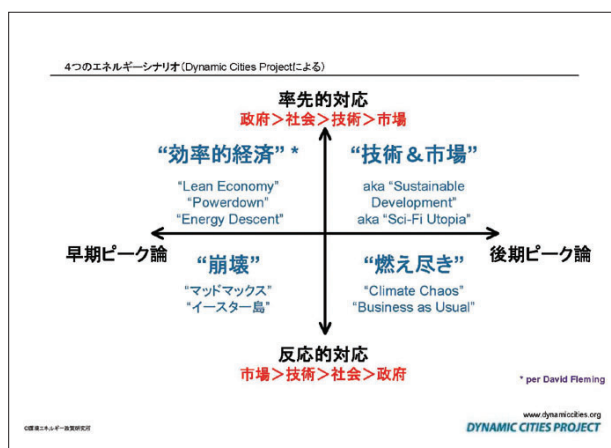 4つのエネルギーシナリオ(Dynamic Cities Projectによる)
率先的対応
政府>社会>技術>市場
“効率的経済” *
“Lean Economy”
“Powerdown”
“Energy Descent”
“技術&市場”
aka “Sustainable
Development”
aka “Sci-Fi Utopia”
早期ピーク論
後期ピーク論
“崩壊”
“マッドマックス”
“イースター島”
“燃え尽き”
“Climate Chaos”
“Business as Usual”
反応的対応
市場>技術>社会>政府
* per David Fleming
www.dynamiccities.org
DYNAMIC CITIES PROJECT
©環境エネルギー政策研究所